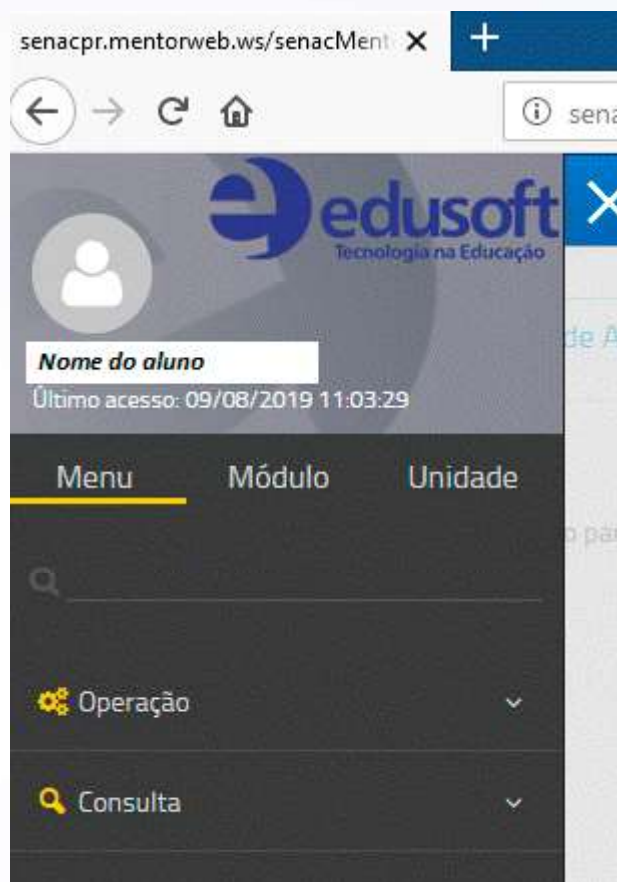 senacpr.mentorweb.ws/senacMent
sena
edusoft
Tecnologia na Educação
Nome do aluno
de A
Último acesso: 09/08/2019 11:03:29
Menu Módulo Unidade
o pa
Operação
Consulta